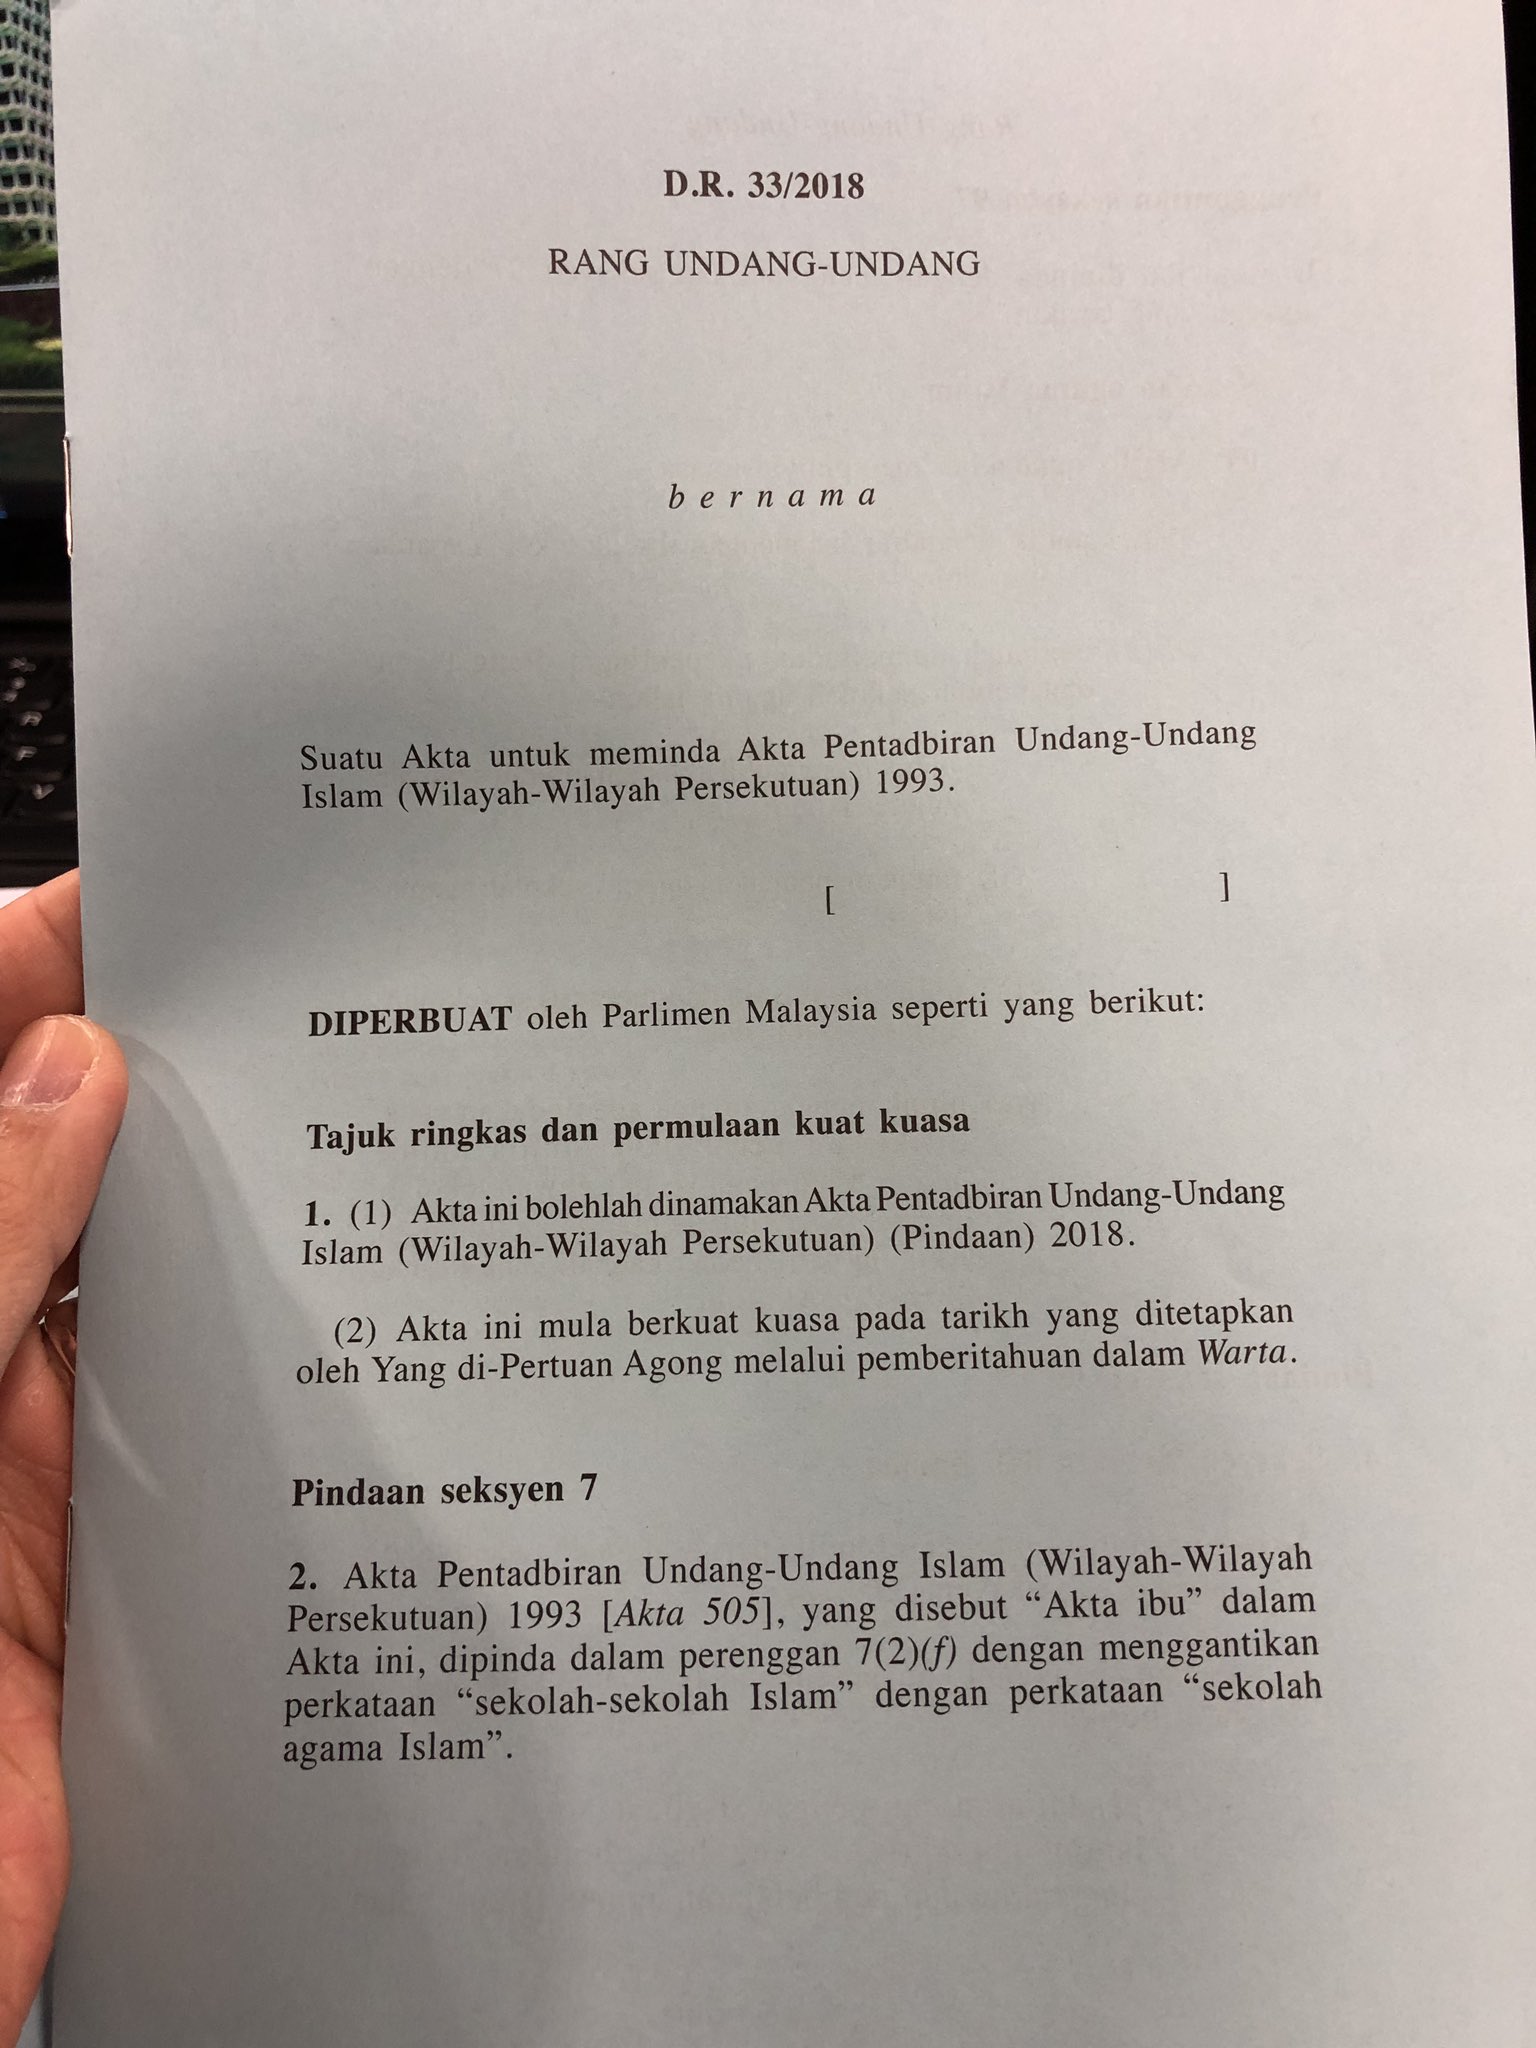 D.R. 33/2018
RANG UNDANG-UNDANG
bernama
Suatu Akta untuk meminda Akta Pentadbiran Undang-Undang
Islam (Wilayah-Wilayah Persekutuan) 1993.
[ ]
DIPERBUAT oleh Parlimen Malaysia seperti yang berikut:
Tajuk ringkas dan permulaan kuat kuasa
1. (1) Akta ini bolehlah dinamakan Akta Pentadbiran Undang-Undang
Islam (Wilayah-Wilayah Persekutuan) (Pindaan) 2018.
(2) Akta ini mula berkuat kuasa pada tarikh yang ditetapkan
oleh Yang di-Pertuan Agong melalui pemberitahuan dalam Warta.
Pindaan seksyen 7
2. Akta Pentadbiran Undang-Undang Islam (Wilayah-Wilayah
Persekutuan) 1993 [Akta 505], yang disebut “Akta ibu” dalam
Akta ini, dipinda dalam perenggan 7(2)(f) dengan menggantikan
perkataan “sekolah-sekolah Islam” dengan perkataan “sekolah
agama Islam”.